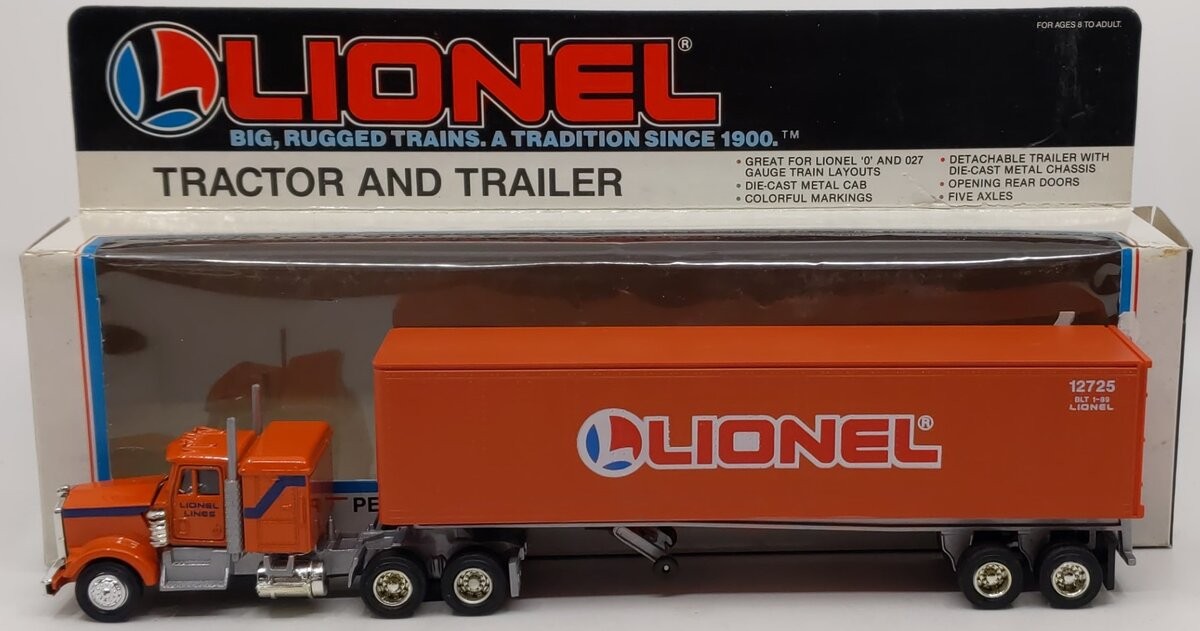 FOR AGES 8 TO ADULT.
LIONEL®
BIG, RUGGED TRAINS. A TRADITION SINCE 1900.™
TRACTOR AND TRAILER
• GREAT FOR LIONEL '0' AND 027
GAUGE TRAIN LAYOUTS
• DIE-CAST METAL CAB
• COLORFUL MARKINGS
• DETACHABLE TRAILER WITH
DIE-CAST METAL CHASSIS
• OPENING REAR DOORS
• FIVE AXLES
12725
BLT 1-89
LIONEL
LIONEL®
LIONEL
LINES
PE